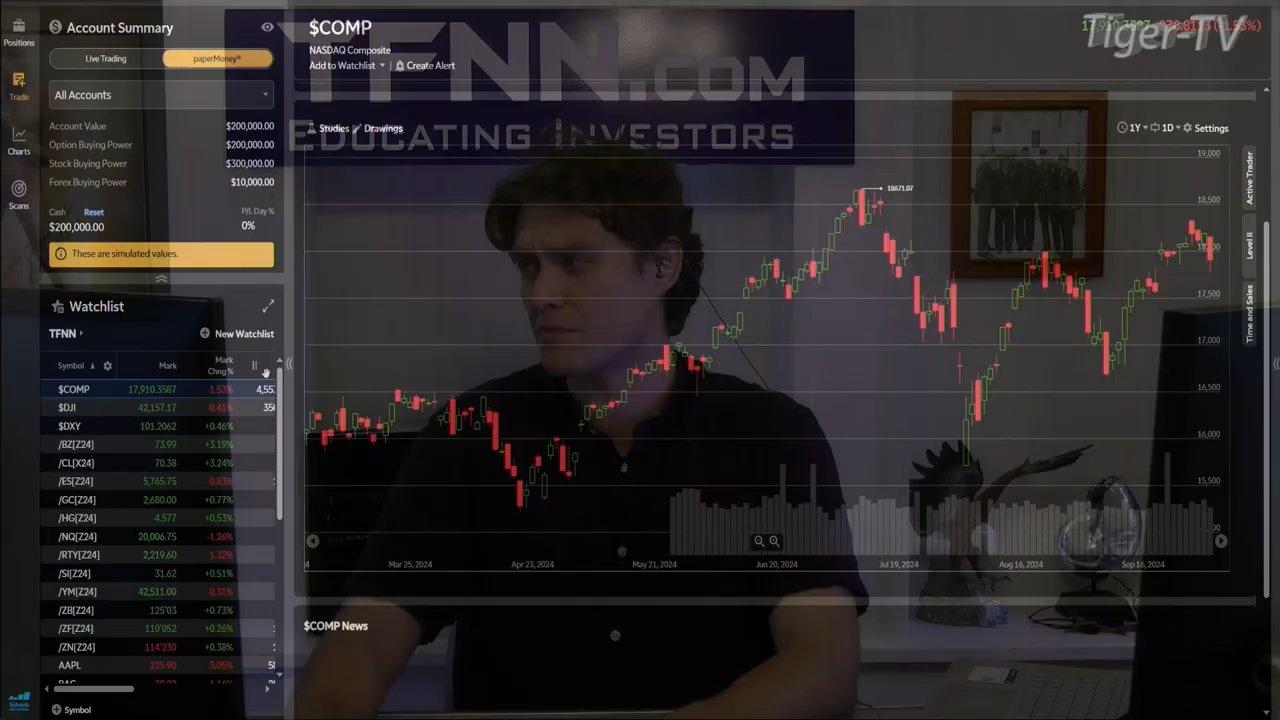 Account Summary
Live Trading
paperMoney®
All Accounts
Account Value
$200,000.00
Option Buying Power
$200,000.00
Stock Buying Power
$300,000.00
Forex Buying Power
$10,000.00
Cash
Reset
P/L Day %
$200,000.00
0%
These are simulated values.
Positions
Trade
Charts
Scans
Watchlist
TFNN
New Watchlist
Symbol
Mark
Mark
Chng %
$COMP 17,910.3587 -1.53%
$DJI 42,157.17 -0.41%
$DXY 101.2062 +0.46%
/BZ[Z24] 73.99 +3.19%
/CL[X24] 70.38 +3.24%
/ES[Z24] 5,765.75 -0.83%
/GC[Z24] 2,680.00 +0.77%
/HG[Z24] 4.577 +0.53%
/NQ[Z24] 20,006.75 -1.26%
/RTY[Z24] 2,219.60 -1.32%
/SI[Z24] 31.62 +0.51%
/YM[Z24] 42,511.00 -0.31%
/ZB[Z24] 125'03 +0.73%
/ZF[Z24] 110'052 +0.26%
/ZN[Z24] 114'230 +0.38%
AAPL 225.90 -3.05%
Symbol
$COMP
NASDAQ Composite
Add to Watchlist
Create Alert
TFNN.COM
EDUCATING INVESTORS
Tiger-TV
Studies
Drawings
1Y
1D
Settings
19,000
18,500
18,000
17,500
17,000
16,500
16,000
15,500
18671.07
Active Trader
Level II
Time and Sales
Mar 25, 2024
Apr 23, 2024
May 21, 2024
Jun 20, 2024
Jul 19, 2024
Aug 16, 2024
Sep 16, 2024
$COMP News